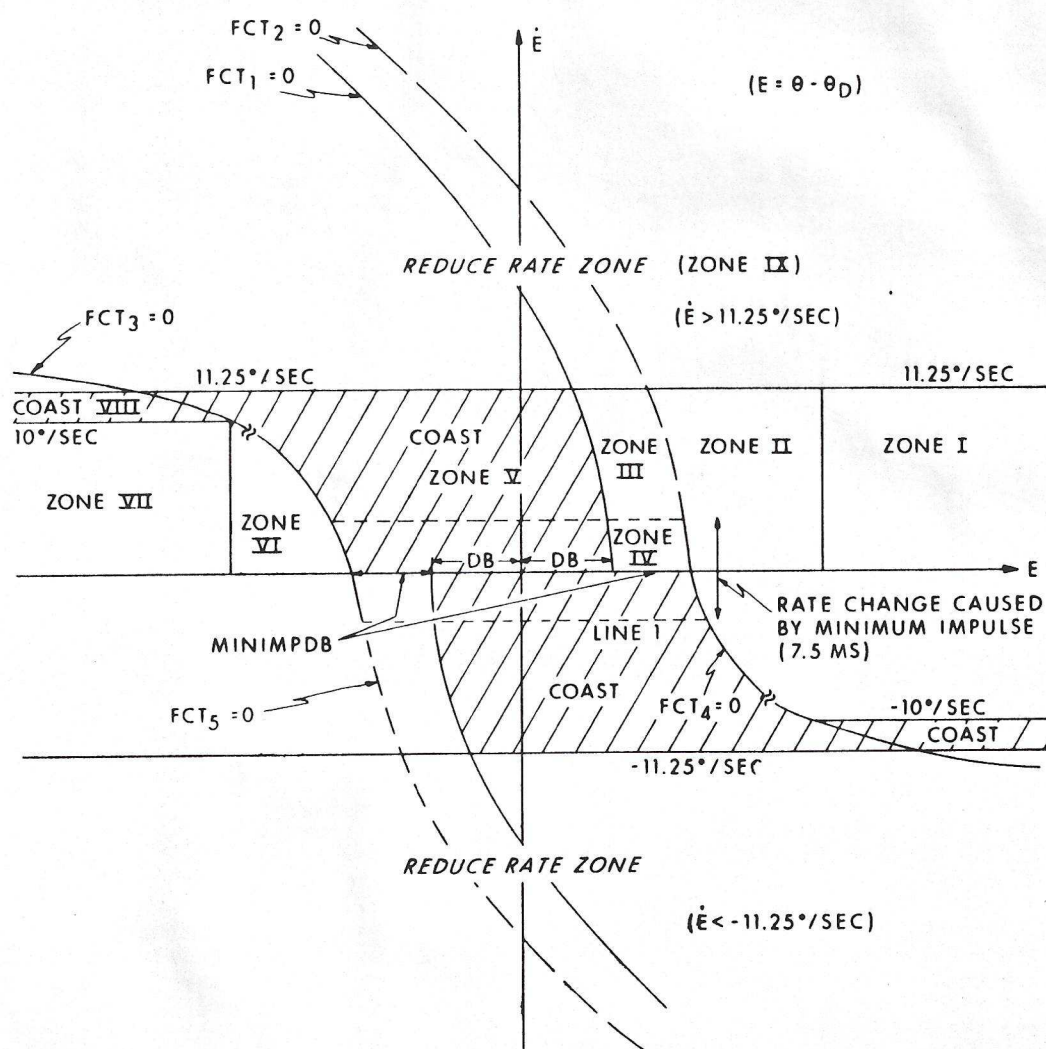 FCT2 = 0
Ė
FCT1 = 0
(E = θ - θD)
REDUCE RATE ZONE (ZONE IX)
FCT3 = 0
(Ė > 11.25°/SEC)
11.25°/SEC
11.25°/SEC
COAST VIII
10°/SEC
COAST
ZONE V
ZONE III
ZONE II
ZONE I
ZONE VII
ZONE VI
ZONE IV
DB
DB
E
MINIMPDB
LINE 1
RATE CHANGE CAUSED
BY MINIMUM IMPULSE
(7.5 MS)
COAST
FCT5 = 0
FCT4 = 0
-10°/SEC
COAST
-11.25°/SEC
REDUCE RATE ZONE
(Ė < -11.25°/SEC)